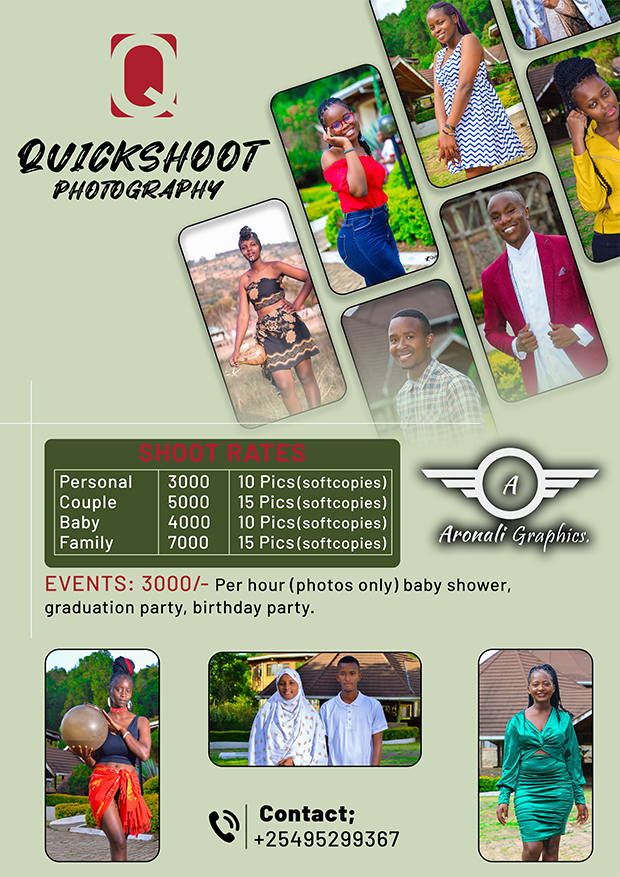 Q
QUICKSHOOT
PHOTOGRAPHY
SHOOT RATES
Personal 3000 10 Pics(softcopies)
Couple 5000 15 Pics(softcopies)
Baby 4000 10 Pics(softcopies)
Family 7000 15 Pics(softcopies)
A
Aronali Graphics.
EVENTS: 3000/- Per hour (photos only) baby shower,
graduation party, birthday party.
Contact;
+25495299367